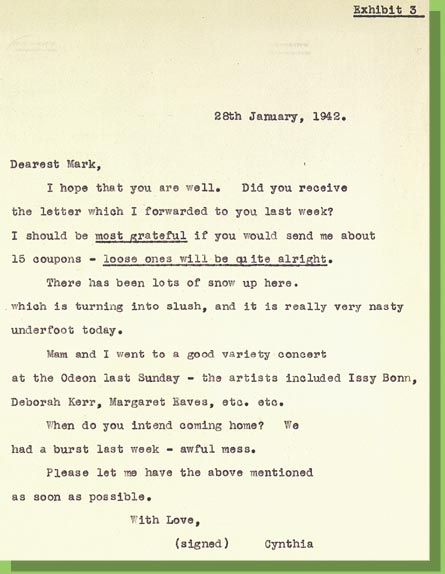 Exhibit 3
28th January, 1942.
Dearest Mark,
I hope that you are well. Did you receive
the letter which I forwarded to you last week?
I should be most grateful if you would send me about
15 coupons - loose ones will be quite alright.
There has been lots of snow up here.
which is turning into slush, and it is really very nasty
underfoot today.
Mam and I went to a good variety concert
at the Odeon last Sunday - the artists included Issy Bonn,
Deborah Kerr, Margaret Eaves, etc. etc.
When do you intend coming home? We
had a burst last week - awful mess.
Please let me have the above mentioned
as soon as possible.
With Love,
(signed) Cynthia